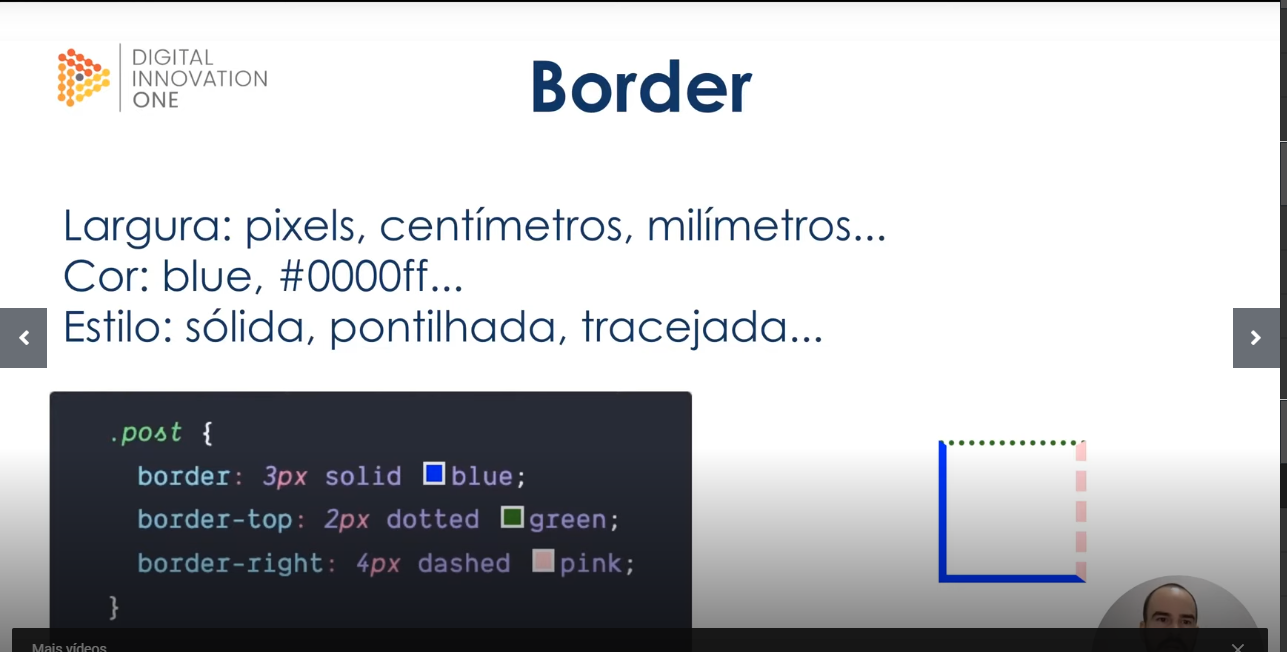 DIGITAL
INNOVATION
ONE
Border
Largura: pixels, centímetros, milímetros...
Cor: blue, #0000ff...
Estilo: sólida, pontilhada, tracejada...
.post {
border: 3px solid blue;
border-top: 2px dotted green;
border-right: 4px dashed pink;
}
Mais vídeos